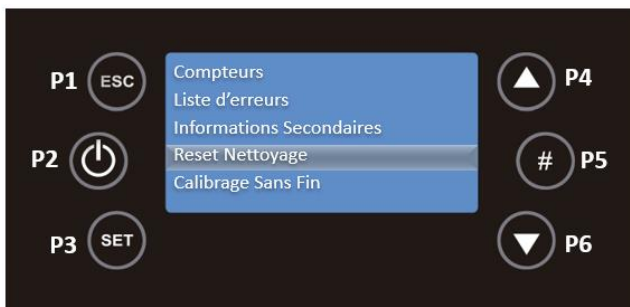 P1
ESC
P2
P3
SET
Compteurs
Liste d'erreurs
Informations Secondaires
Reset Nettoyage
Calibrage Sans Fin
P4
#
P5
P6